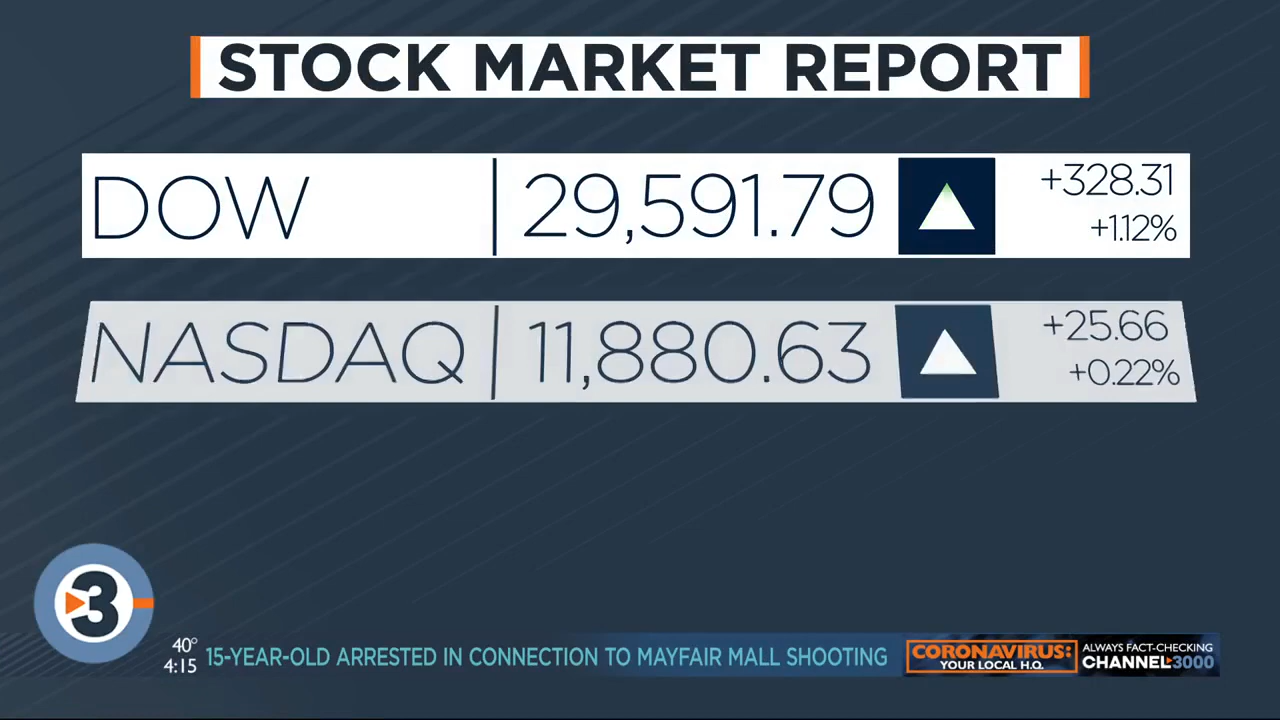 STOCK MARKET REPORT
DOW 29,591.79 +328.31
+1.12%
NASDAQ 11,880.63 +25.66
+0.22%
3
40°
4:15
15-YEAR-OLD ARRESTED IN CONNECTION TO MAYFAIR MALL SHOOTING
CORONAVIRUS:
YOUR LOCAL H.Q.
ALWAYS FACT-CHECKING
CHANNEL3000